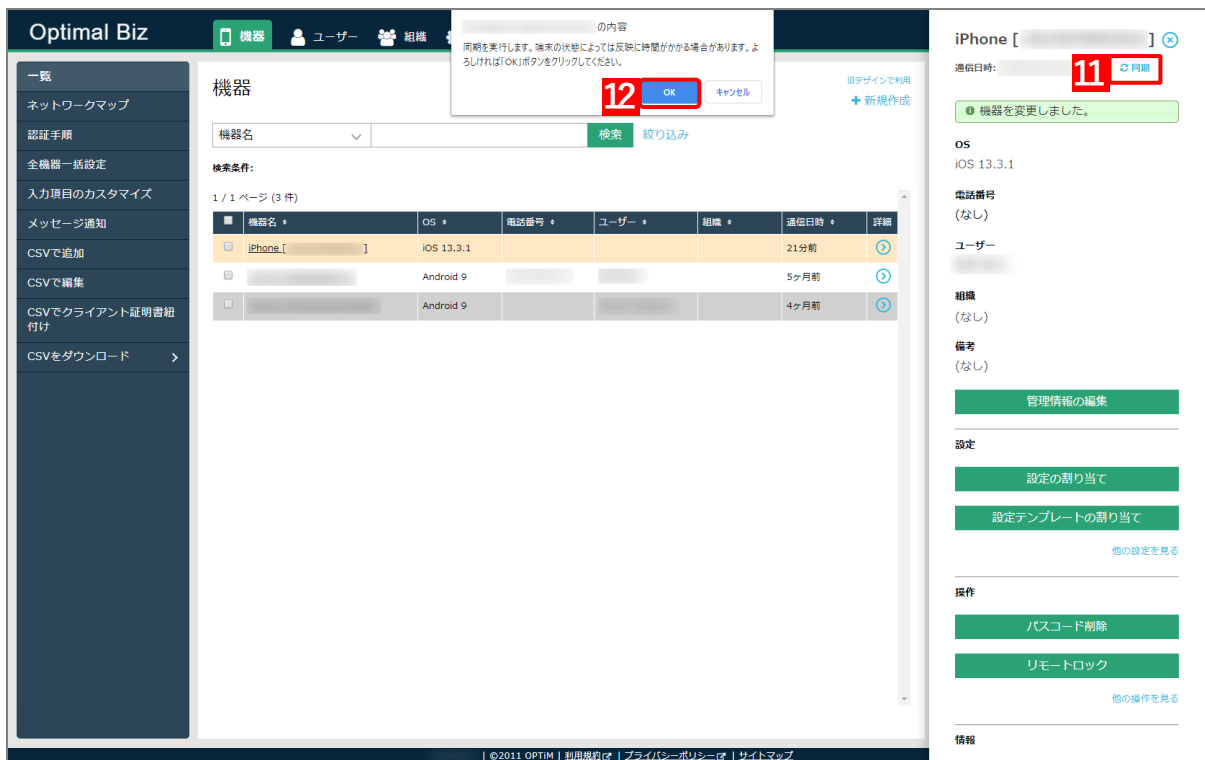 Optimal Biz
機器
ユーザー
組織
の内容
同期を実行します。端末の状態によっては反映に時間がかかる場合があります。よ
ろしければ「OK」ボタンをクリックしてください。
12
OK
キャンセル
一覧
ネットワークマップ
認証手順
全機器一括設定
入力項目のカスタマイズ
メッセージ通知
CSVで追加
CSVで編集
CSVでクライアント証明書紐
付け
CSVをダウンロード
機器
旧デザインで利用
+ 新規作成
機器名
検索
絞り込み
検索条件:
1 / 1 ページ (3 件)
機器名 OS 電話番号 ユーザー 組織 通信日時 詳細
iPhone [ ] iOS 13.3.1 21分前
Android 9 5ヶ月前
Android 9 4ヶ月前
iPhone [ ]
通信日時:
11
同期
機器を変更しました。
OS
iOS 13.3.1
電話番号
(なし)
ユーザー
組織
(なし)
備考
(なし)
管理情報の編集
設定
設定の割り当て
設定テンプレートの割り当て
他の設定を見る
操作
パスコード削除
リモートロック
他の操作を見る
情報
| ©2011 OPTiM | 利用規約 | プライバシーポリシー | サイトマップ